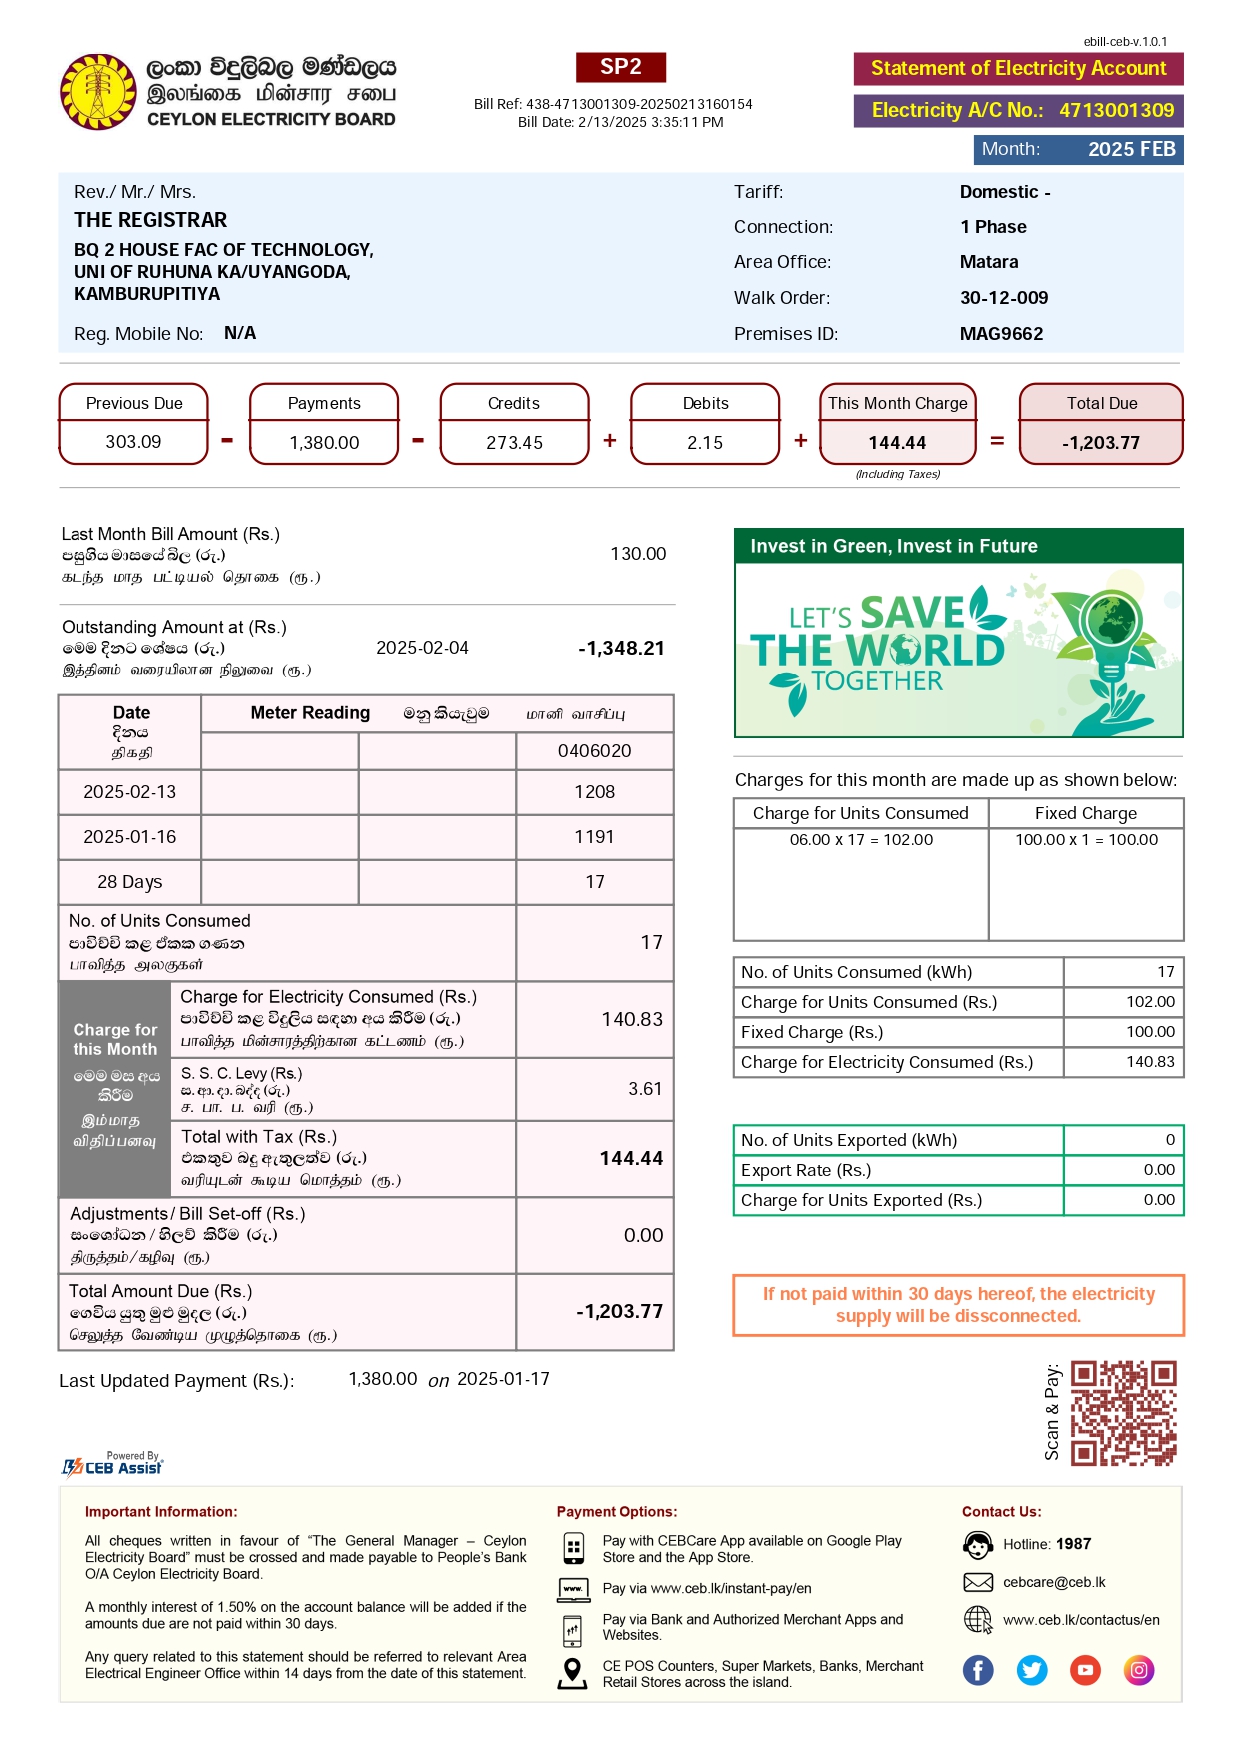 ebill-ceb-v.1.0.1
ලංකා විදුලිබල මණ්ඩලය
இலங்கை மின்சார சபை
CEYLON ELECTRICITY BOARD
SP2
Bill Ref: 438-4713001309-20250213160154
Bill Date: 2/13/2025 3:35:11 PM
Statement of Electricity Account
Electricity A/C No.: 4713001309
Month: 2025 FEB
Rev./ Mr./ Mrs.
THE REGISTRAR
BQ 2 HOUSE FAC OF TECHNOLOGY,
UNI OF RUHUNA KA/UYANGODA,
KAMBURUPITIYA
Reg. Mobile No: N/A
Tariff: Domestic -
Connection: 1 Phase
Area Office: Matara
Walk Order: 30-12-009
Premises ID: MAG9662
Previous Due Payments Credits Debits This Month Charge Total Due
303.09 - 1,380.00 - 273.45 + 2.15 + 144.44 = -1,203.77
(Including Taxes)
Last Month Bill Amount (Rs.)
පසුගිය මාසයේ බිල (රු.) 130.00
கடந்த மாத பட்டியல் தொகை (ரூ.)
Outstanding Amount at (Rs.)
මෙම දිනට ශේෂය (රු.) 2025-02-04 -1,348.21
இத்தினம் வரையிலான நிலுவை (ரூ.)
Date Meter Reading මනු කියැවුම மானி வாசிப்பு
දිනය
திகதி 0406020
2025-02-13 1208
2025-01-16 1191
28 Days 17
No. of Units Consumed
පාවිච්චි කළ ඒකක ගණන 17
பாவித்த அலகுகள்
Charge for this Month
මෙම මස අය කිරීම
இம்மாத விதிப்பனவு
Charge for Electricity Consumed (Rs.)
පාවිච්චි කළ විදුලිය සඳහා අය කිරීම (රු.) 140.83
பாவித்த மின்சாரத்திற்கான கட்டணம் (ரூ.)
S. S. C. Levy (Rs.)
ස. ආ. දා. බද්ද (රු.) 3.61
ச. பா. ப. வரி (ரூ.)
Total with Tax (Rs.)
එකතුව බදු ඇතුලත්ව (රු.) 144.44
வரியுடன் கூடிய மொத்தம் (ரூ.)
Adjustments/ Bill Set-off (Rs.)
සංශෝධන / හිලව් කිරීම (රු.) 0.00
திருத்தம்/கழிவு (ரூ.)
Total Amount Due (Rs.)
ගෙවිය යුතු මුළු මුදල (රු.) -1,203.77
செலுத்த வேண்டிய முழுத்தொகை (ரூ.)
Last Updated Payment (Rs.): 1,380.00 on 2025-01-17
Invest in Green, Invest in Future
LET'S SAVE
THE WORLD
TOGETHER
Charges for this month are made up as shown below:
Charge for Units Consumed Fixed Charge
06.00 x 17 = 102.00 100.00 x 1 = 100.00
No. of Units Consumed (kWh) 17
Charge for Units Consumed (Rs.) 102.00
Fixed Charge (Rs.) 100.00
Charge for Electricity Consumed (Rs.) 140.83
No. of Units Exported (kWh) 0
Export Rate (Rs.) 0.00
Charge for Units Exported (Rs.) 0.00
If not paid within 30 days hereof, the electricity
supply will be dissconnected.
Scan & Pay:
Powered By
CEB Assist
Important Information:
All cheques written in favour of “The General Manager – Ceylon
Electricity Board” must be crossed and made payable to People’s Bank
O/A Ceylon Electricity Board.
A monthly interest of 1.50% on the account balance will be added if the
amounts due are not paid within 30 days.
Any query related to this statement should be referred to relevant Area
Electrical Engineer Office within 14 days from the date of this statement.
Payment Options:
Pay with CEBCare App available on Google Play
Store and the App Store.
www.
Pay via www.ceb.lk/instant-pay/en
Pay via Bank and Authorized Merchant Apps and
Websites.
CE POS Counters, Super Markets, Banks, Merchant
Retail Stores across the island.
Contact Us:
Hotline: 1987
cebcare@ceb.lk
www.ceb.lk/contactus/en